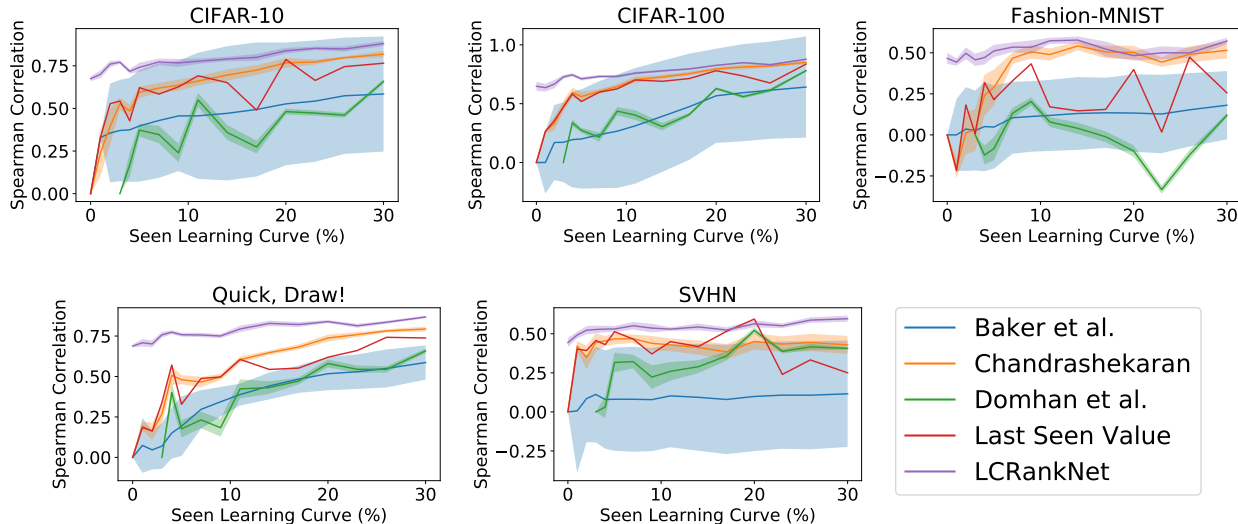 CIFAR-10
Spearman Correlation
0.75
0.50
0.25
0.00
0 10 20 30
Seen Learning Curve (%)
CIFAR-100
Spearman Correlation
1.0
0.5
0.0
0 10 20 30
Seen Learning Curve (%)
Fashion-MNIST
Spearman Correlation
0.50
0.25
0.00
−0.25
0 10 20 30
Seen Learning Curve (%)
Quick, Draw!
Spearman Correlation
0.75
0.50
0.25
0.00
0 10 20 30
Seen Learning Curve (%)
SVHN
Spearman Correlation
0.50
0.25
0.00
−0.25
0 10 20 30
Seen Learning Curve (%)
Baker et al.
Chandrashekaran
Domhan et al.
Last Seen Value
LCRankNet